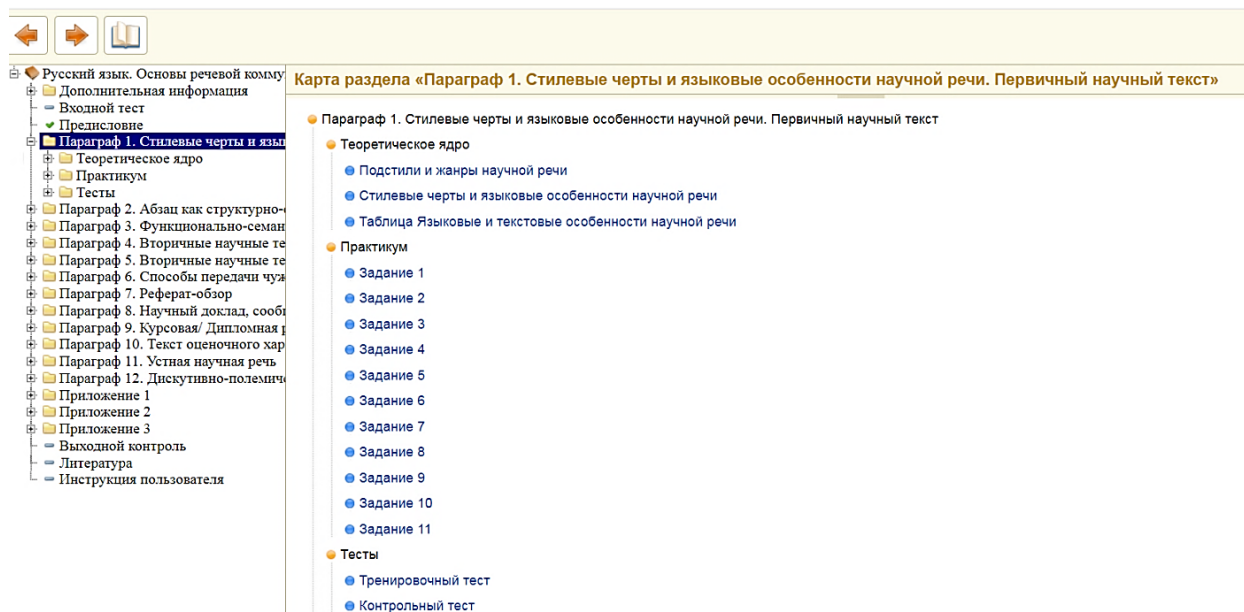 Русский язык. Основы речевой комму
Дополнительная информация
Входной тест
Предисловие
Параграф 1. Стилевые черты и язы
Теоретическое ядро
Практикум
Тесты
Параграф 2. Абзац как структурно-
Параграф 3. Функционально-семан
Параграф 4. Вторичные научные те
Параграф 5. Вторичные научные те
Параграф 6. Способы передачи чуж
Параграф 7. Реферат-обзор
Параграф 8. Научный доклад, сооб
Параграф 9. Курсовая/ Дипломная р
Параграф 10. Текст оценочного хар
Параграф 11. Устная научная речь
Параграф 12. Дискутивно-полемич
Приложение 1
Приложение 2
Приложение 3
Выходной контроль
Литература
Инструкция пользователя
Карта раздела «Параграф 1. Стилевые черты и языковые особенности научной речи. Первичный научный текст»
Параграф 1. Стилевые черты и языковые особенности научной речи. Первичный научный текст
Теоретическое ядро
Подстили и жанры научной речи
Стилевые черты и языковые особенности научной речи
Таблица Языковые и текстовые особенности научной речи
Практикум
Задание 1
Задание 2
Задание 3
Задание 4
Задание 5
Задание 6
Задание 7
Задание 8
Задание 9
Задание 10
Задание 11
Тесты
Тренировочный тест
Контрольный тест